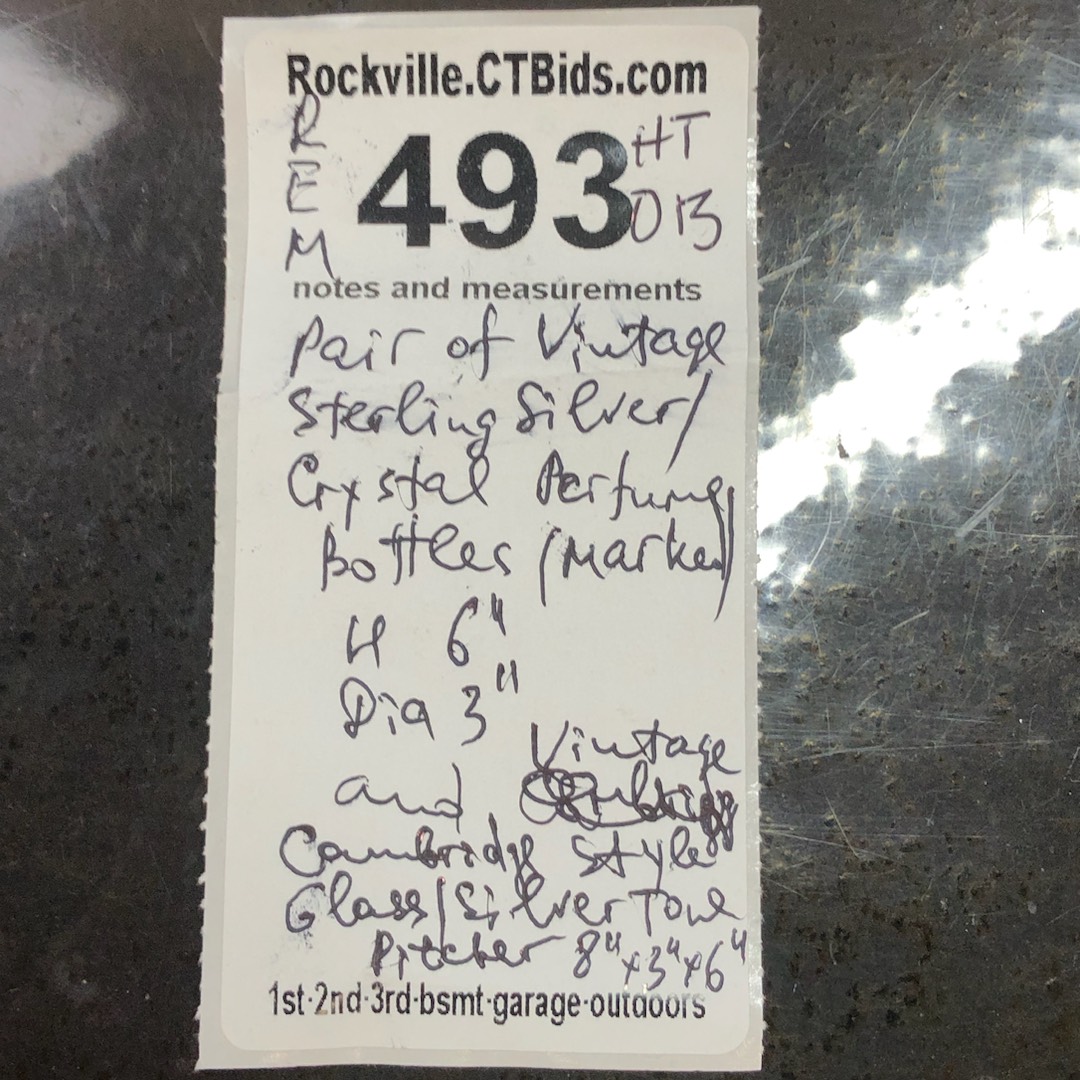 Rockville.CTBids.com
REM
493
HT
013
notes and measurements
Pair of Vintage
Sterling Silver/
Crystal Perfume
Bottles (Marked)
H 6"
Dia 3"
Vintage
and
Cambridge Style
Glass/Silver Tone
Pitcher 8"x3"x6"
1st·2nd·3rd·bsmt·garage·outdoors